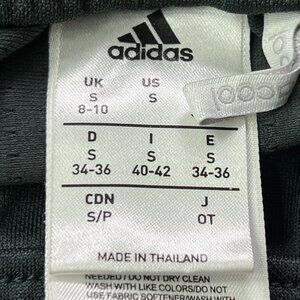 adidas
UK US
S S
8-10
D I E
S S S
34-36 40-42 34-36
CDN J
S/P OT
MADE IN THAILAND
NEEDED / DO NOT DRY CLEAN
WASH WITH LIKE COLORS/DO NOT
USE FABRIC SOFTENER/WASH WITH